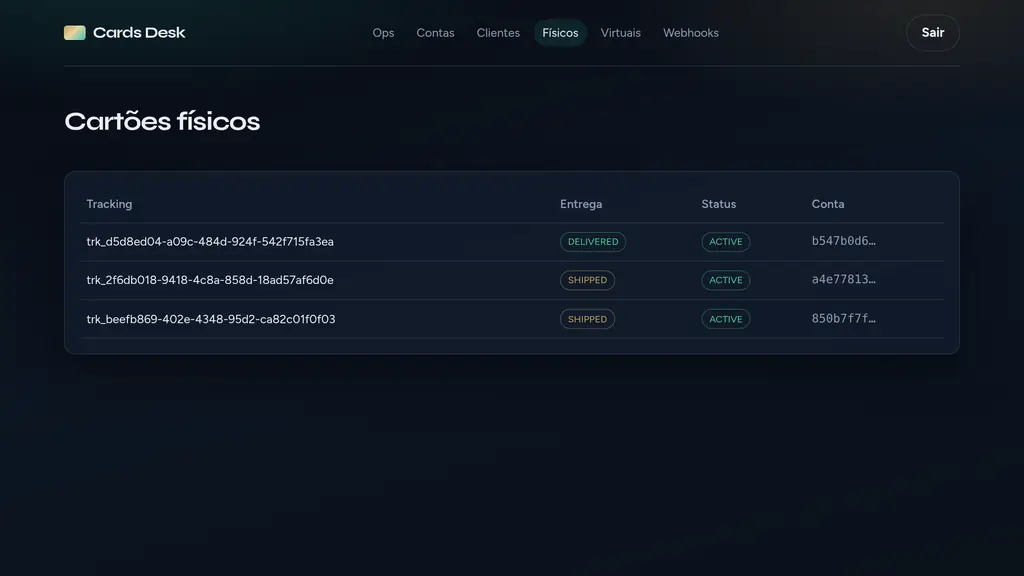 Cards Desk
Ops Contas Clientes Físicos Virtuais Webhooks
Sair
Cartões físicos
Tracking Entrega Status Conta
trk_d5d8ed04-a09c-484d-924f-542f715fa3ea DELIVERED ACTIVE b547b0d6…
trk_2f6db018-9418-4c8a-858d-18ad57af6d0e SHIPPED ACTIVE a4e77813…
trk_beefb869-402e-4348-95d2-ca82c01f0f03 SHIPPED ACTIVE 850b7f7f…